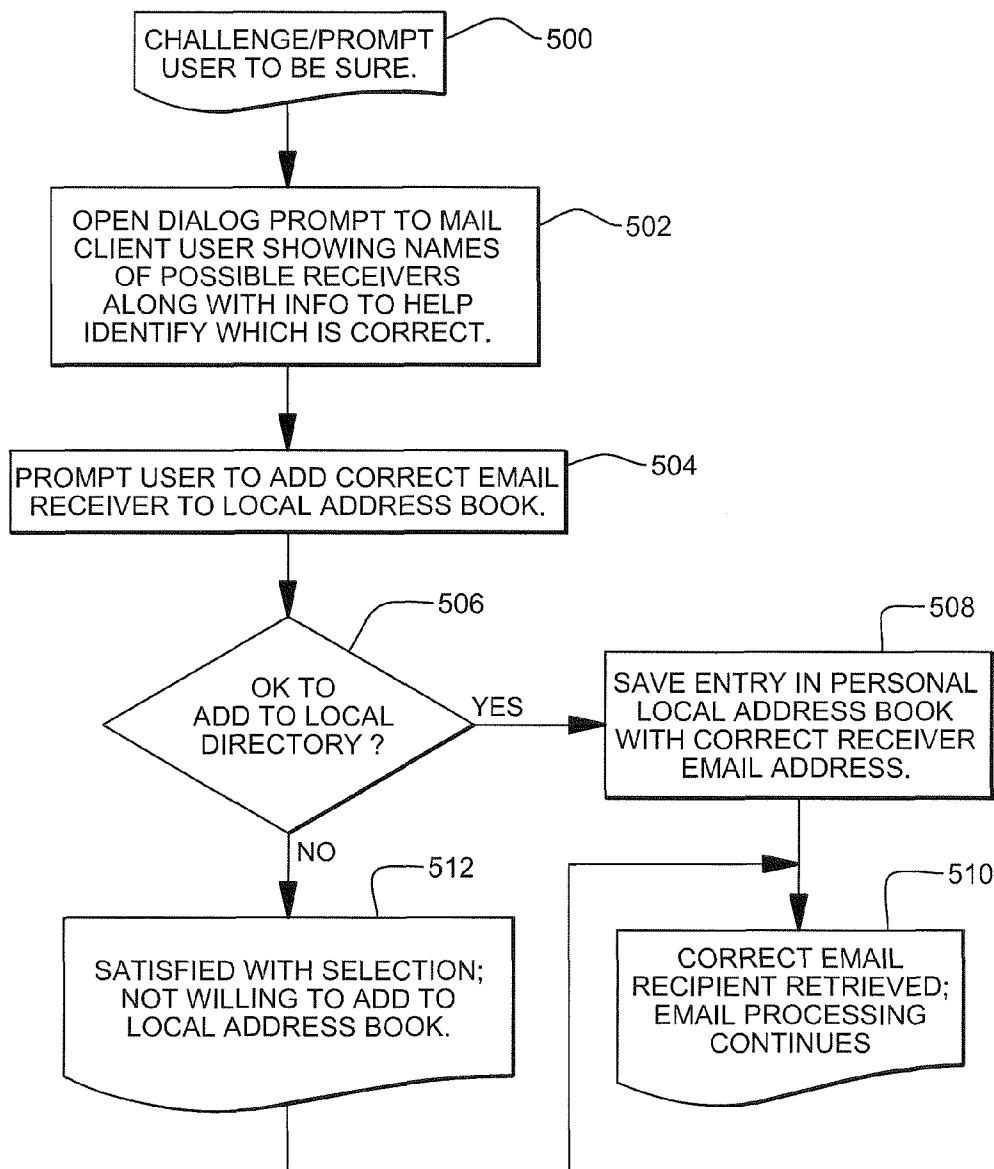 CHALLENGE/PROMPT
USER TO BE SURE.
500
OPEN DIALOG PROMPT TO MAIL
CLIENT USER SHOWING NAMES
OF POSSIBLE RECEIVERS
ALONG WITH INFO TO HELP
IDENTIFY WHICH IS CORRECT.
502
PROMPT USER TO ADD CORRECT EMAIL
RECEIVER TO LOCAL ADDRESS BOOK.
504
506
OK TO
ADD TO LOCAL
DIRECTORY ?
YES
508
SAVE ENTRY IN PERSONAL
LOCAL ADDRESS BOOK
WITH CORRECT RECEIVER
EMAIL ADDRESS.
NO
512
SATISFIED WITH SELECTION;
NOT WILLING TO ADD TO
LOCAL ADDRESS BOOK.
510
CORRECT EMAIL
RECIPIENT RETRIEVED;
EMAIL PROCESSING
CONTINUES